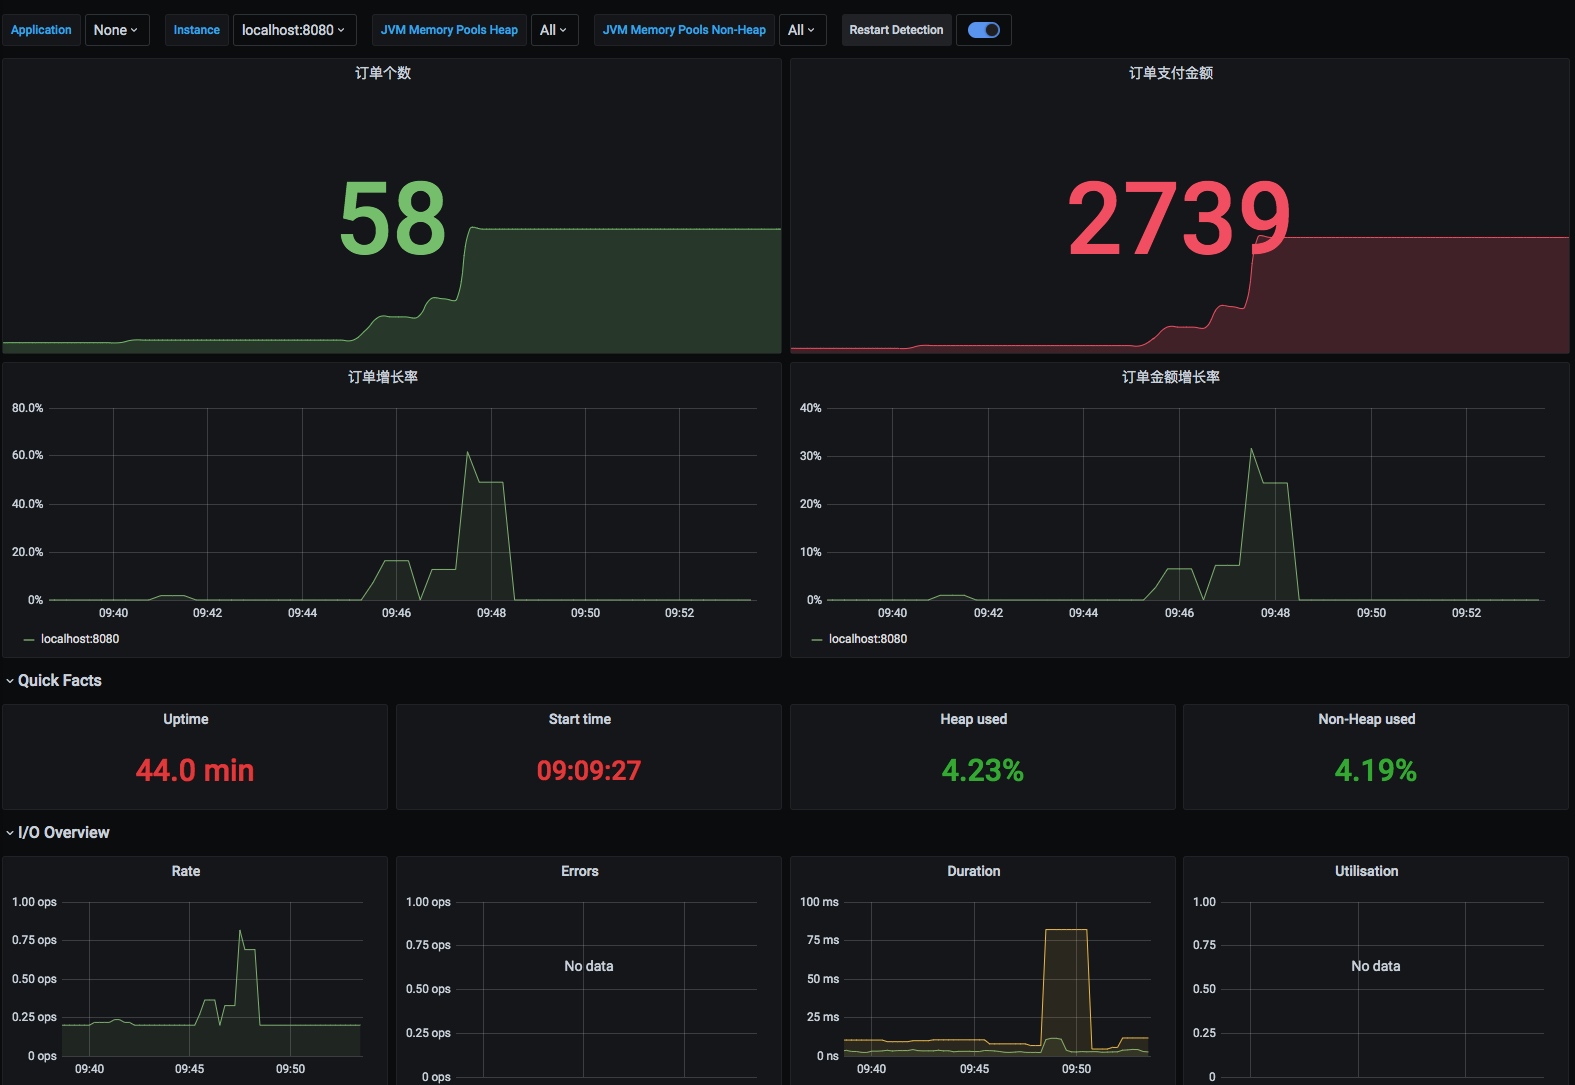 Application None Instance localhost:8080 JVM Memory Pools Heap All JVM Memory Pools Non-Heap All Restart Detection
订单个数
58
订单支付金额
2739
订单增长率
80.0%
60.0%
40.0%
20.0%
0%
09:40 09:42 09:44 09:46 09:48 09:50 09:52
localhost:8080
订单金额增长率
40%
30%
20%
10%
0%
09:40 09:42 09:44 09:46 09:48 09:50 09:52
localhost:8080
Quick Facts
Uptime
44.0 min
Start time
09:09:27
Heap used
4.23%
Non-Heap used
4.19%
I/O Overview
Rate
1.00 ops
0.75 ops
0.50 ops
0.25 ops
0 ops
09:40 09:45 09:50
Errors
1.00 ops
0.75 ops
No data
0.50 ops
0.25 ops
0 ops
Duration
100 ms
75 ms
50 ms
25 ms
0 ns
09:40 09:45 09:50
Utilisation
1.00
0.75
No data
0.50
0.25
0